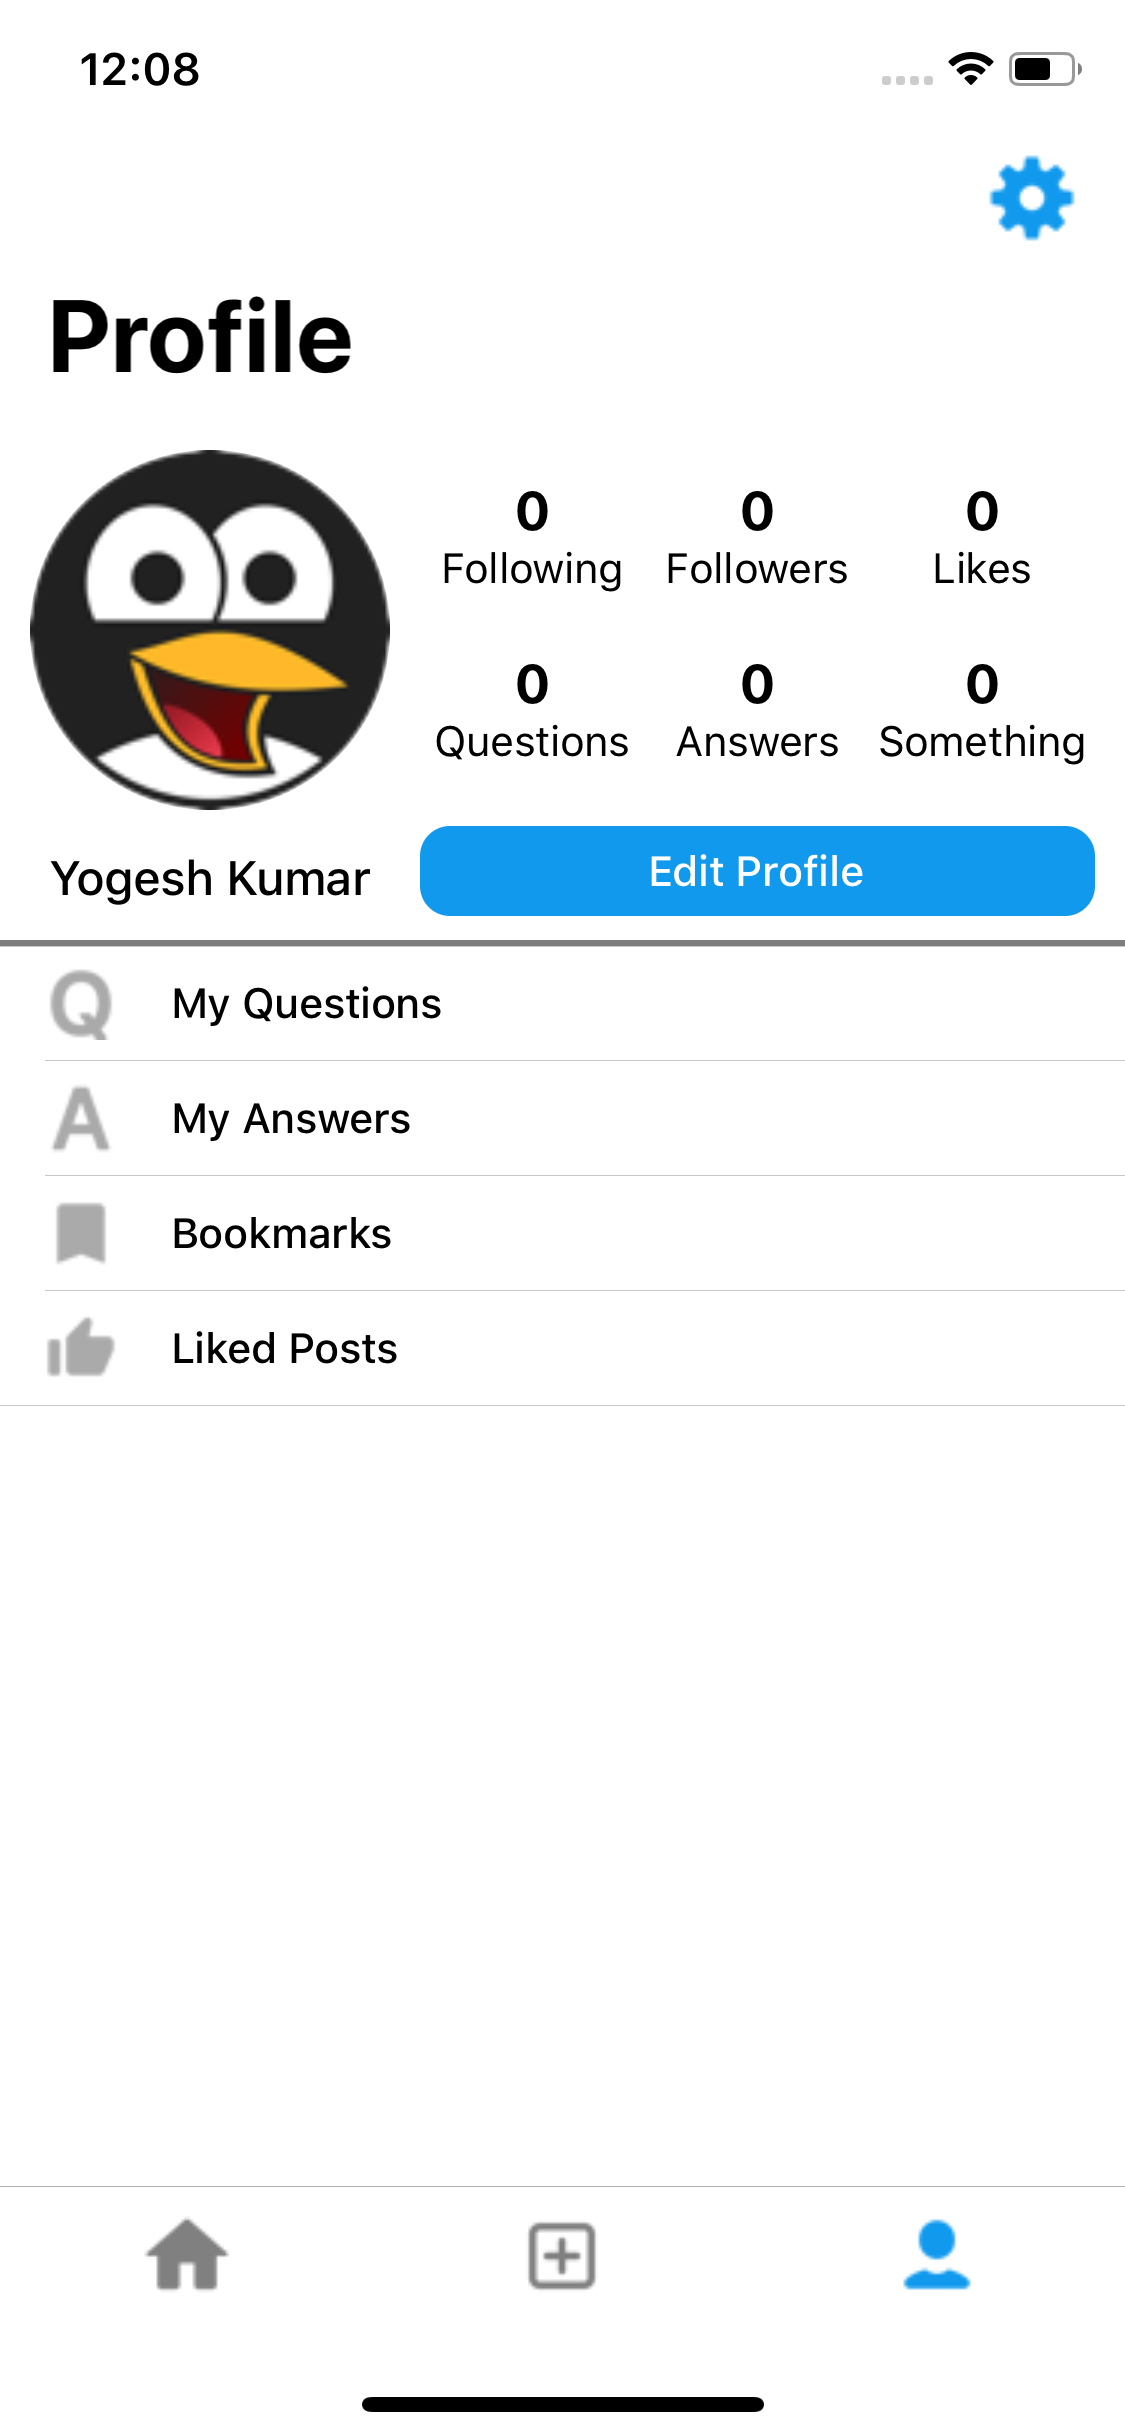 12:08
Profile
0 0 0
Following Followers Likes
0 0 0
Questions Answers Something
Yogesh Kumar
Edit Profile
Q My Questions
A My Answers
Bookmarks
Liked Posts